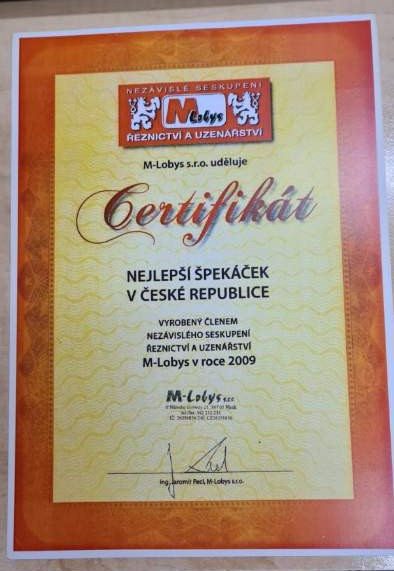 NEZÁVISLÉ SESKUPENÍ
M-Lobys
ŘEZNICTVÍ A UZENÁŘSTVÍ
M-Lobys s.r.o. uděluje
Certifikát
NEJLEPŠÍ ŠPEKÁČEK
V ČESKÉ REPUBLICE
VYROBENÝ ČLENEM
NEZÁVISLÉHO SESKUPENÍ
ŘEZNICTVÍ A UZENÁŘSTVÍ
M-Lobys v roce 2009
M-Lobys s.r.o.
Ing. Jaromír Pecl, M-Lobys s.r.o.